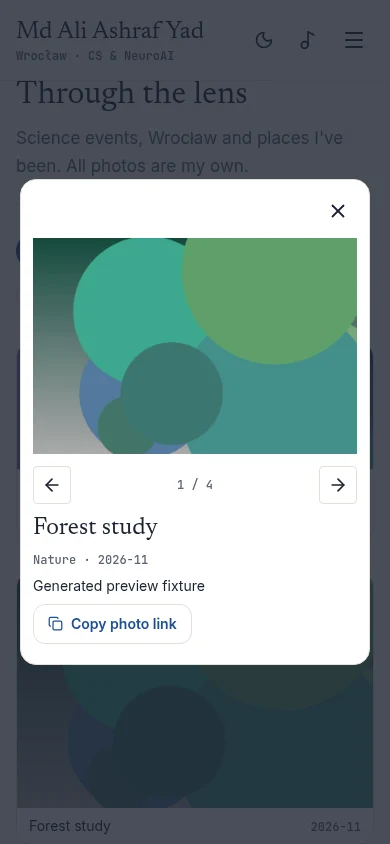 Md Ali Ashraf Yad
Wrocław · CS & NeuroAI
Through the lens
Science events, Wrocław and places I've
been. All photos are my own.
1 / 4
Forest study
Nature · 2026-11
Generated preview fixture
Copy photo link
Forest study 2026-11